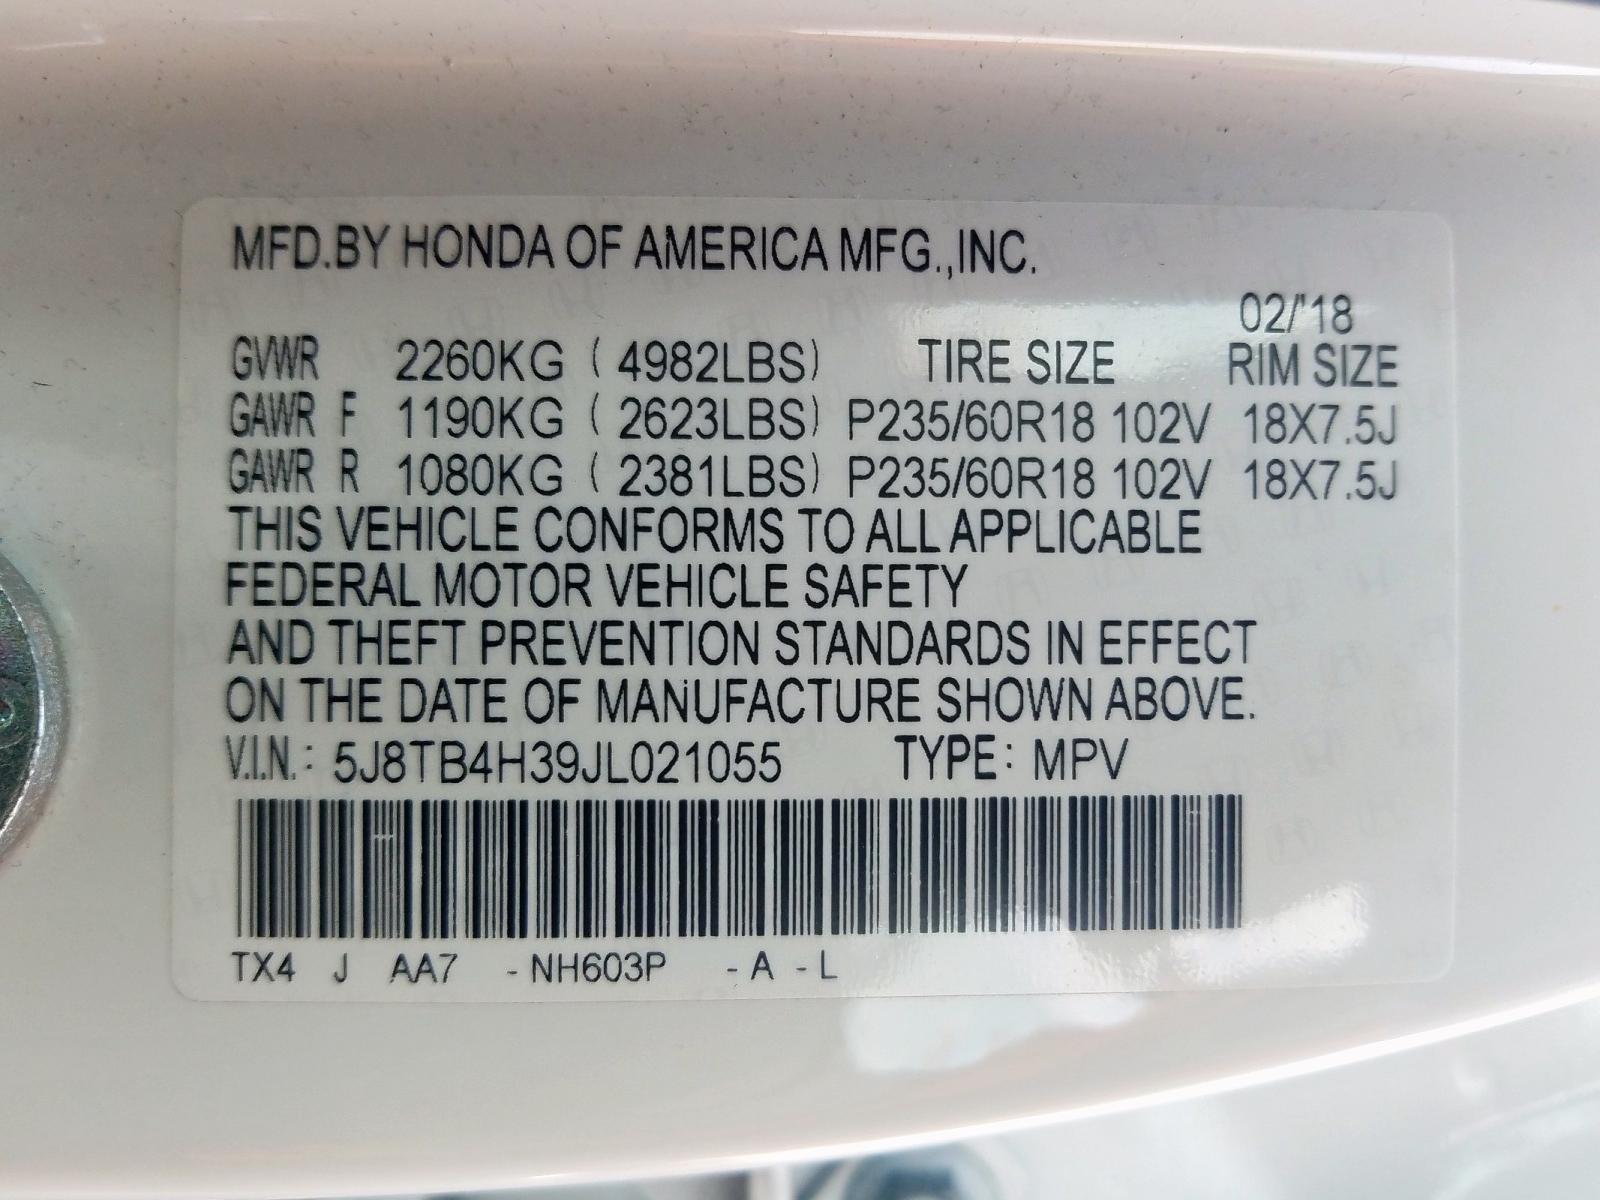 MFD.BY HONDA OF AMERICA MFG.,INC.
02/'18
GVWR 2260KG ( 4982LBS) TIRE SIZE RIM SIZE
GAWR F 1190KG ( 2623LBS) P235/60R18 102V 18X7.5J
GAWR R 1080KG ( 2381LBS) P235/60R18 102V 18X7.5J
THIS VEHICLE CONFORMS TO ALL APPLICABLE
FEDERAL MOTOR VEHICLE SAFETY
AND THEFT PREVENTION STANDARDS IN EFFECT
ON THE DATE OF MANUFACTURE SHOWN ABOVE.
V.I.N.: 5J8TB4H39JL021055 TYPE: MPV
TX4 J AA7 - NH603P - A - L